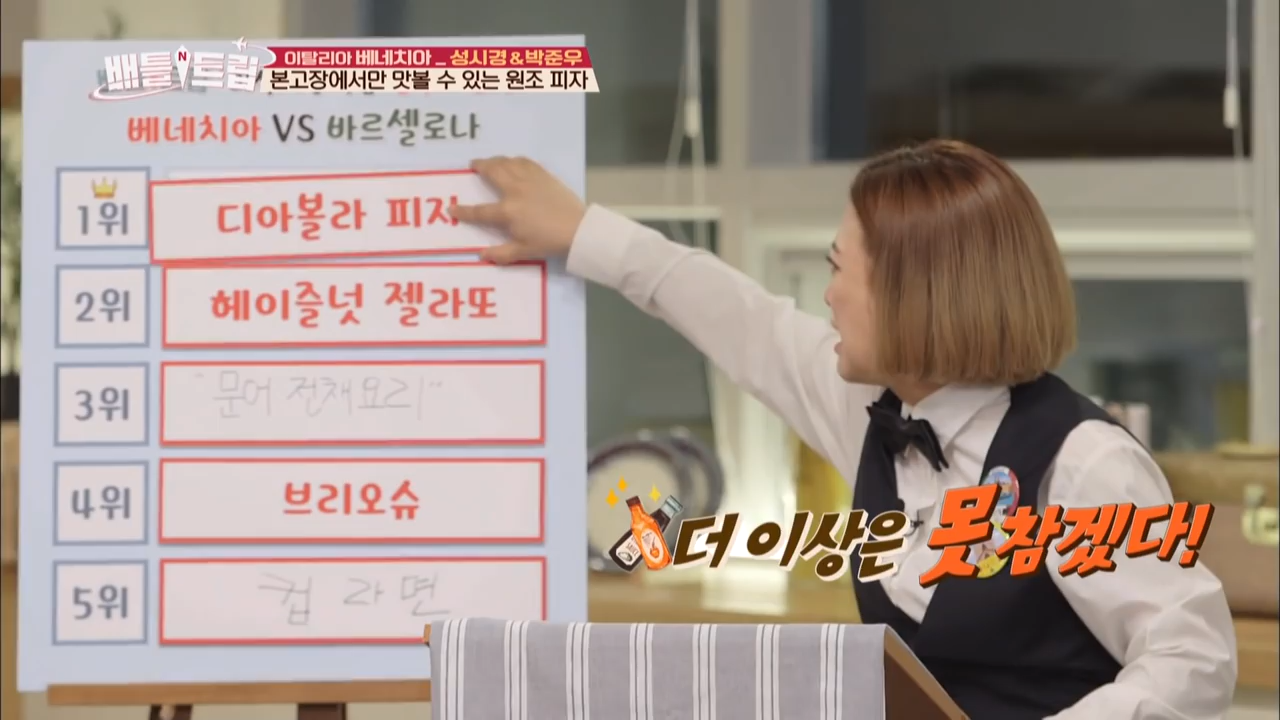 배틀트립
이탈리아 베네치아 _ 성시경&박준우
본고장에서만 맛볼 수 있는 원조 피자
베네치아 VS 바르셀로나
1위 디아볼라 피자
2위 헤이즐넛 젤라또
3위 문어 전채요리
4위 브리오슈
5위 컵 라면
더 이상은 못 참겠다!